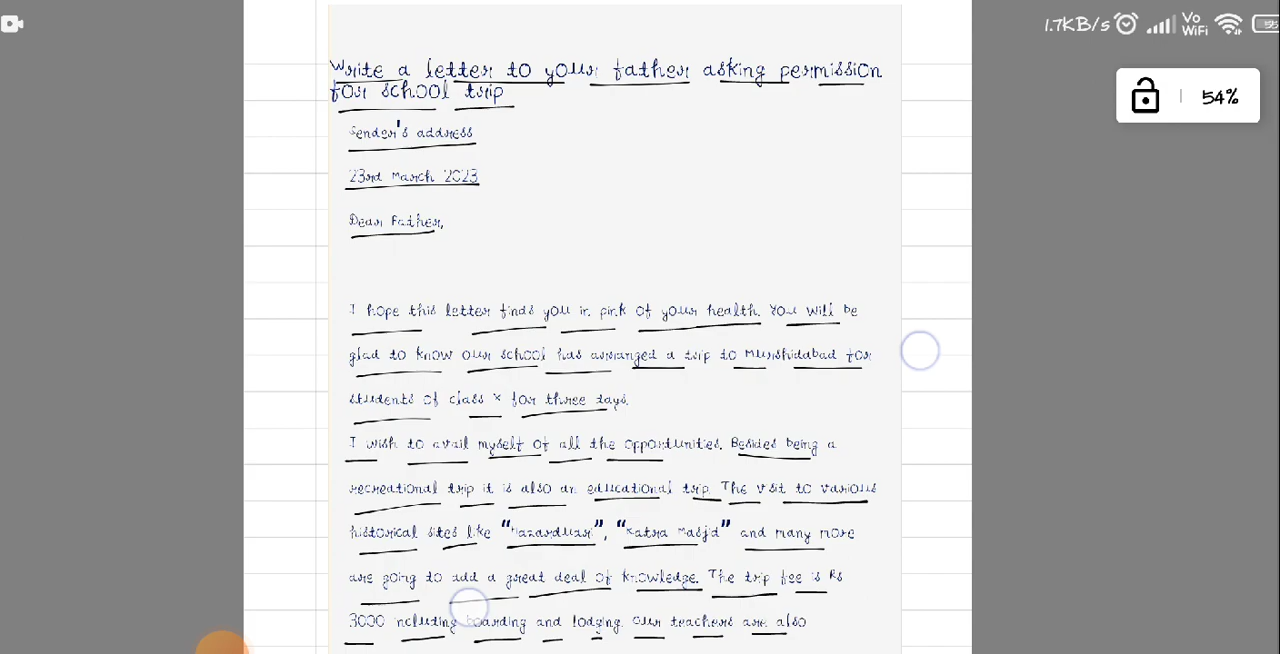 1.7KB/s Vo WiFi 55
54%
Write a letter to your father asking permission
for school trip
Sender's address
23rd March 2023
Dear Father,
I hope this letter finds you in pink of your health. You will be
glad to know our school has arranged a trip to Murshidabad for
students of class X for three days.
I wish to avail myself of all the opportunities. Besides being a
recreational trip it is also an educational trip. The vsit to various
historical sites like "Hazarduari", "Katra Masjid" and many more
are going to add a great deal of knowledge. The trip fee is Rs
3000 ncluding boarding and lodging. Our teachers are also